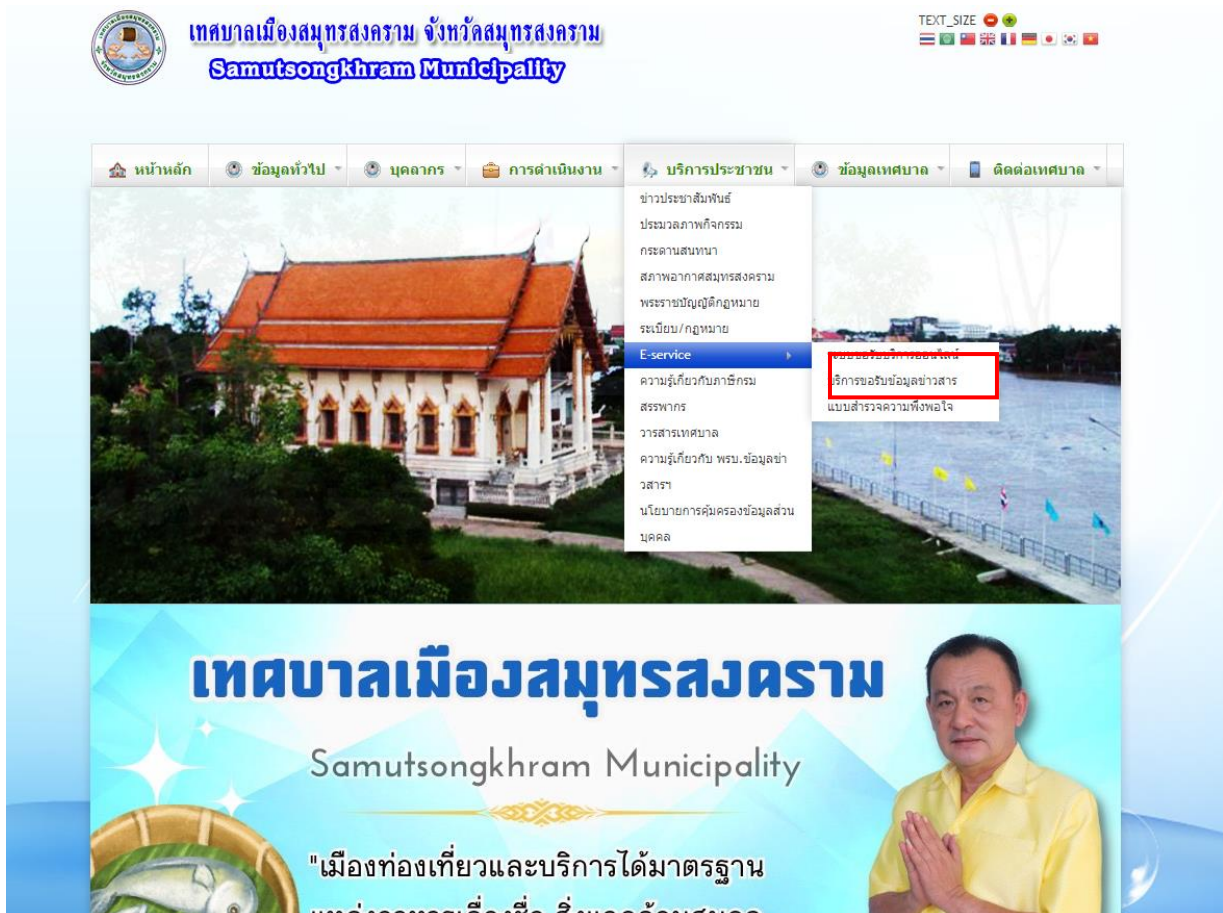 เทศบาลเมืองสมุทรสงคราม จังหวัดสมุทรสงคราม
Samutsongkhram Municipality
TEXT_SIZE
หน้าหลัก
ข้อมูลทั่วไป
บุคลากร
การดำเนินงาน
บริการประชาชน
ข้อมูลเทศบาล
ติดต่อเทศบาล
ข่าวประชาสัมพันธ์
ประมวลภาพกิจกรรม
กระดานสนทนา
สภาพอากาศสมุทรสงคราม
พระราชบัญญัติกฎหมาย
ระเบียบ/กฎหมาย
E-service
ระบบขอรับบริการออนไลน์
บริการขอรับข้อมูลข่าวสาร
แบบสำรวจความพึงพอใจ
ความรู้เกี่ยวกับภาษีกรม
สรรพากร
วารสารเทศบาล
ความรู้เกี่ยวกับ พรบ.ข้อมูลข่า
วสารฯ
นโยบายการคุ้มครองข้อมูลส่วน
บุคคล
เทศบาลเมืองสมุทรสงคราม
Samutsongkhram Municipality
"เมืองท่องเที่ยวและบริการได้มาตรฐาน